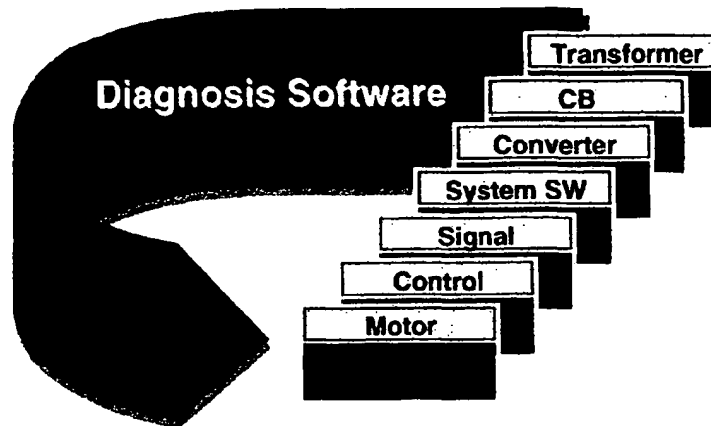 Transformer
Diagnosis Software
CB
Converter
System SW
Signal
Control
Motor